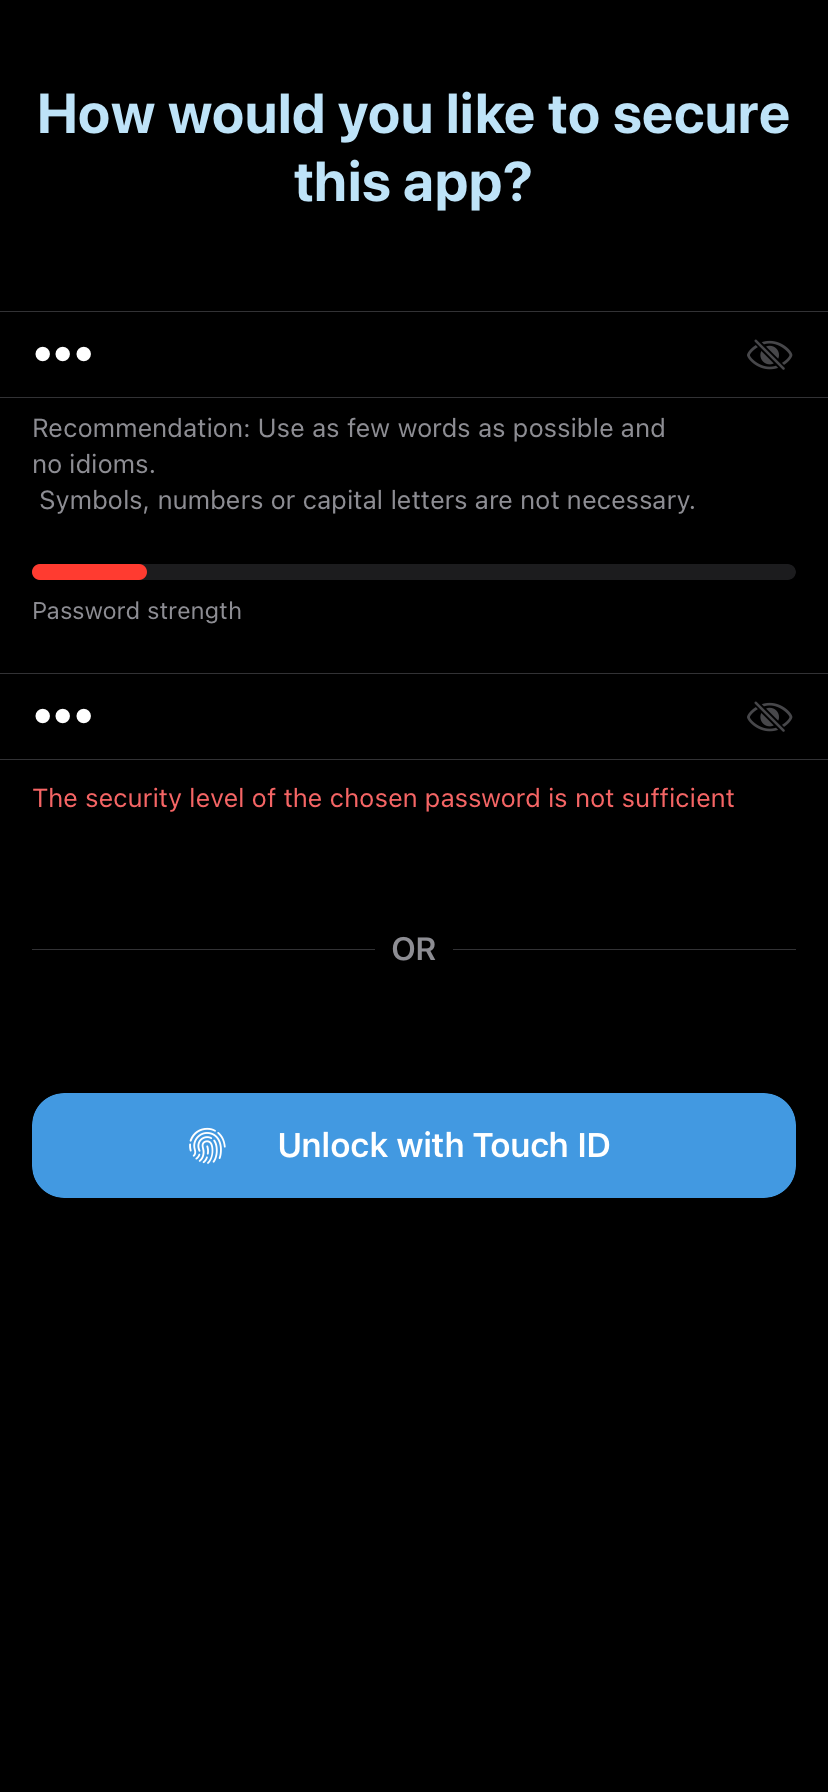 How would you like to secure
this app?
•••
Recommendation: Use as few words as possible and
no idioms.
Symbols, numbers or capital letters are not necessary.
Password strength
•••
The security level of the chosen password is not sufficient
OR
Unlock with Touch ID